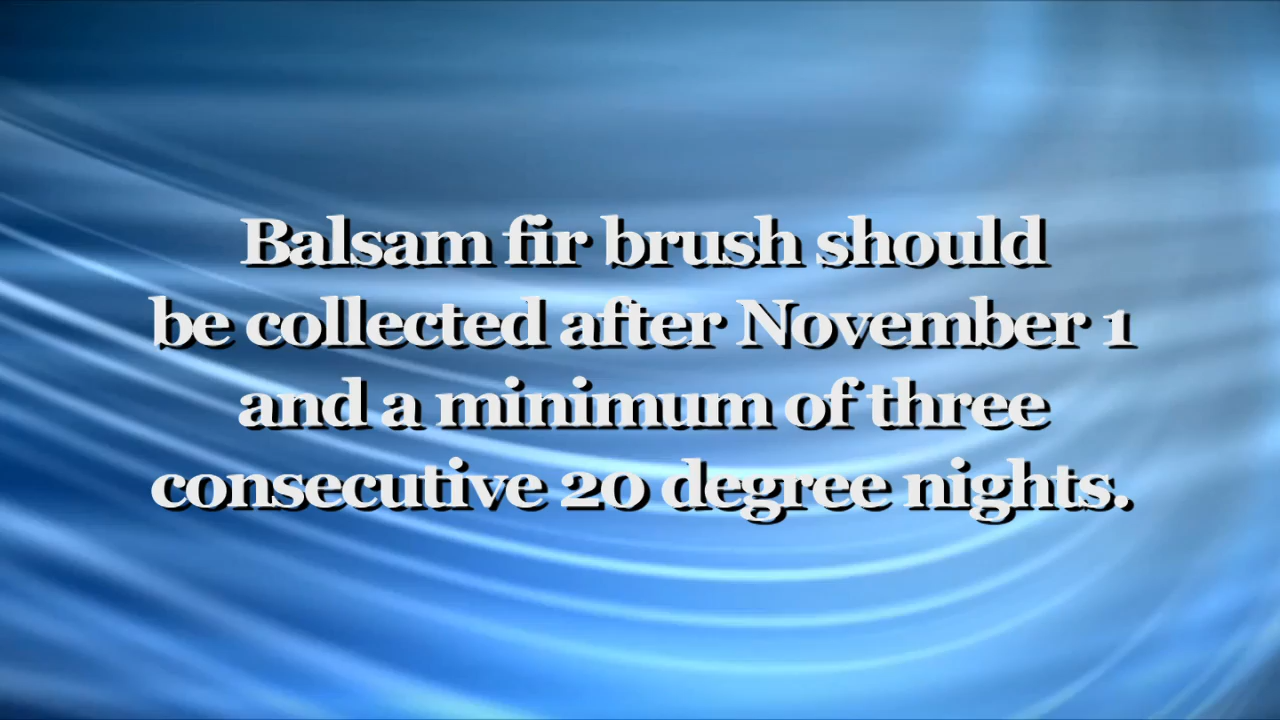 Balsam fir brush should
be collected after November 1
and a minimum of three
consecutive 20 degree nights.